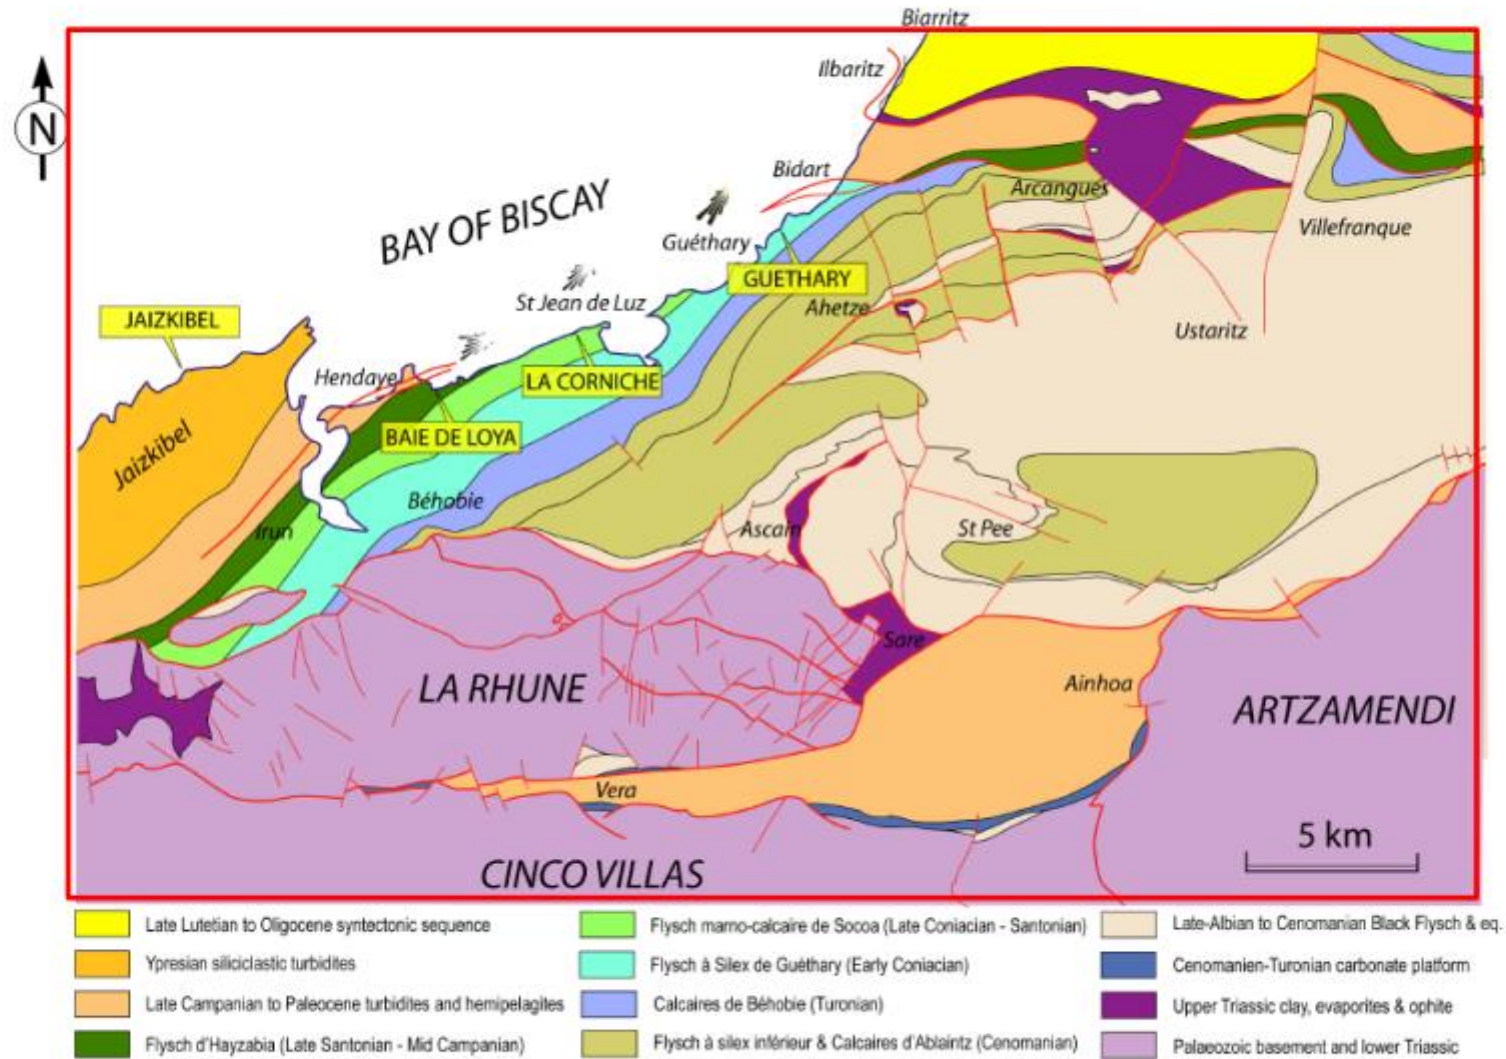 Biarritz
Ilbaritz
N
Bidart
Arcangues
BAY OF BISCAY
Guéthary
Villefranque
GUETHARY
St Jean de Luz
Ahetze
JAIZKIBEL
Ustaritz
Hendaye
LA CORNICHE
BAIE DE LOYA
Jaizkibel
Béhobie
Irun
Ascain
St Pee
Sare
LA RHUNE
Ainhoa
ARTZAMENDI
Vera
5 km
CINCO VILLAS
Late Lutetian to Oligocene syntectonic sequence
Ypresian siliciclastic turbidites
Late Campanian to Paleocene turbidites and hemipelagites
Flysch d'Hayzabia (Late Santonian - Mid Campanian)
Flysch marno-calcaire de Socoa (Late Coniacian - Santonian)
Flysch à Silex de Guéthary (Early Coniacian)
Calcaires de Béhobie (Turonian)
Flysch à silex inférieur & Calcaires d'Ablaintz (Cenomanian)
Late-Albian to Cenomanian Black Flysch & eq.
Cenomanien-Turonian carbonate platform
Upper Triassic clay, evaporites & ophite
Palaeozoic basement and lower Triassic